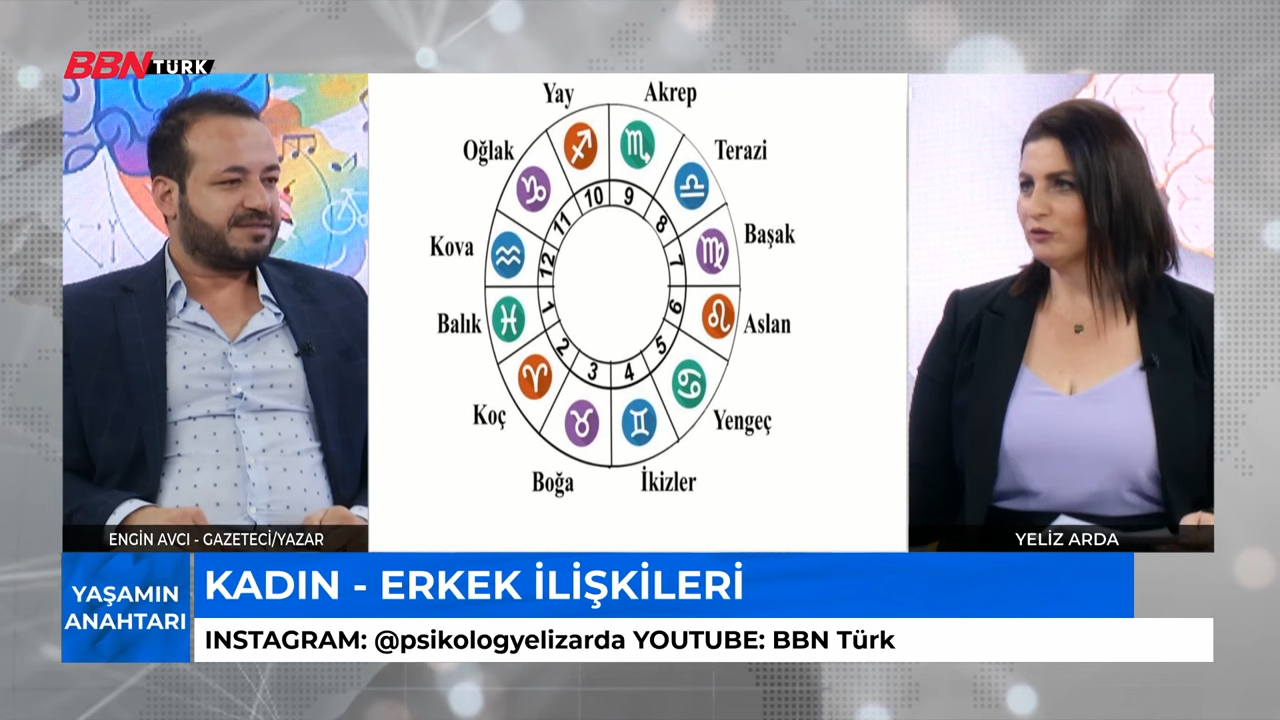 BBN TÜRK
Yay
Akrep
Oğlak
Terazi
Kova
Başak
Balık
Aslan
Koç
Yengeç
Boğa
İkizler
10
9
11
8
12
7
1
6
2
5
3
4
ENGİN AVCI - GAZETECİ/YAZAR
YELİZ ARDA
YAŞAMIN
ANAHTARI
KADIN - ERKEK İLİŞKİLERİ
INSTAGRAM: @psikologyelizarda YOUTUBE: BBN Türk